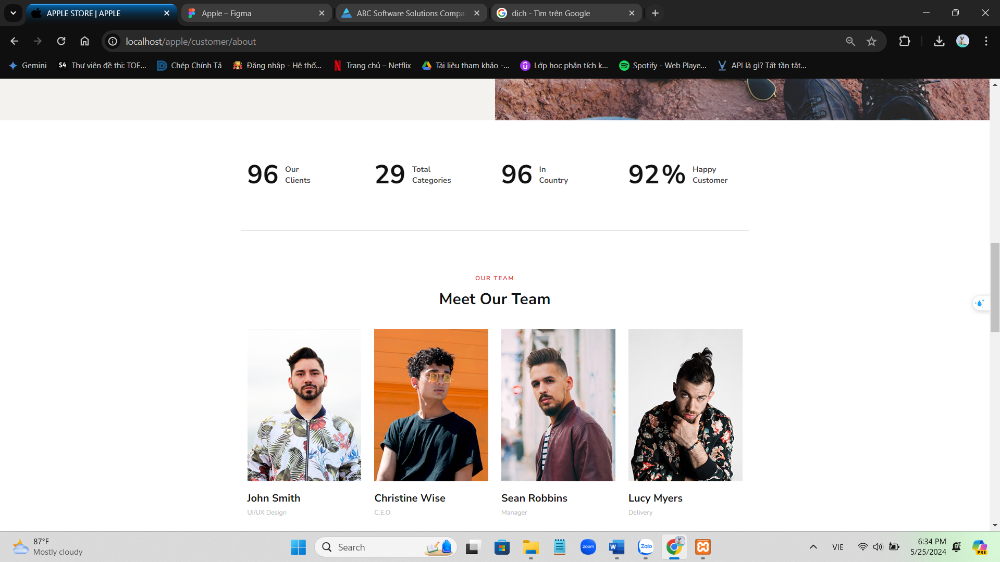 APPLE STORE | APPLE
Apple – Figma
ABC Software Solutions Compa
dịch - Tìm trên Google
localhost/apple/customer/about
Gemini
S4 Thư viện đề thi: TOE...
Chép Chính Tả
Đăng nhập - Hệ thố...
Trang chủ – Netflix
Tài liệu tham khảo -...
Lớp học phân tích k...
Spotify - Web Playe...
API là gì? Tất tần tật...
96 Our
Clients
29 Total
Categories
96 In
Country
92% Happy
Customer
OUR TEAM
Meet Our Team
John Smith
UI/UX Design
Christine Wise
C.E.O
Sean Robbins
Manager
Lucy Myers
Delivery
87°F
Mostly cloudy
Search
zoom
W
Zalo
VIE
6:34 PM
5/25/2024
PRE